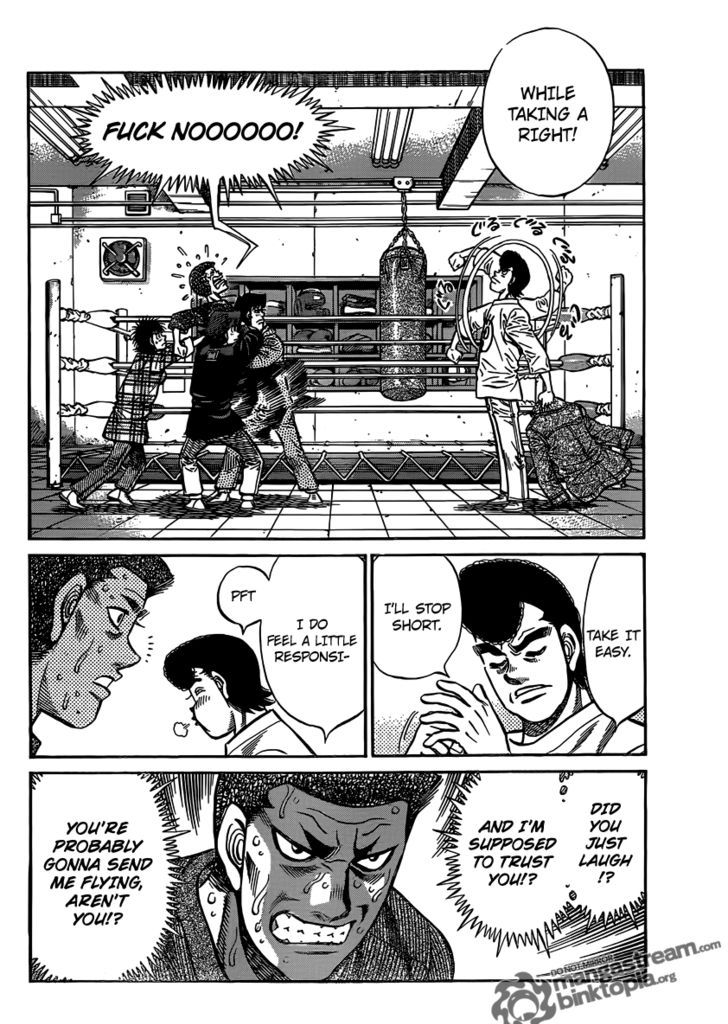 WHILE
TAKING A
RIGHT!
FUCK NOOOOOO!
TAKE IT
EASY.
I'LL STOP
SHORT.
I DO
FEEL A LITTLE
RESPONSI-
PFT
DID
YOU
JUST
LAUGH
!?
AND I'M
SUPPOSED
TO TRUST
YOU!?
YOU'RE
PROBABLY
GONNA SEND
ME FLYING,
AREN'T
YOU!?
DO NOT MIRROR
mangastream.com
binktopia.org